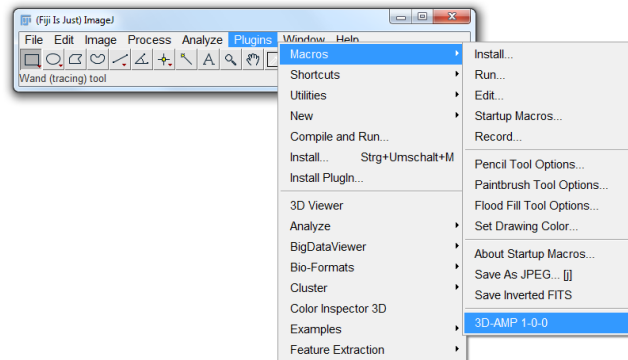 (Fiji Is Just) ImageJ
File Edit Image Process Analyze Plugins Window Help
A
Wand (tracing) tool
Macros
Shortcuts
Utilities
New
Compile and Run...
Install... Strg+Umschalt+M
Install PlugIn...
3D Viewer
Analyze
BigDataViewer
Bio-Formats
Cluster
Color Inspector 3D
Examples
Feature Extraction
Install...
Run...
Edit...
Startup Macros...
Record...
Pencil Tool Options...
Paintbrush Tool Options...
Flood Fill Tool Options...
Set Drawing Color...
About Startup Macros...
Save As JPEG... [j]
Save Inverted FITS
3D-AMP 1-0-0